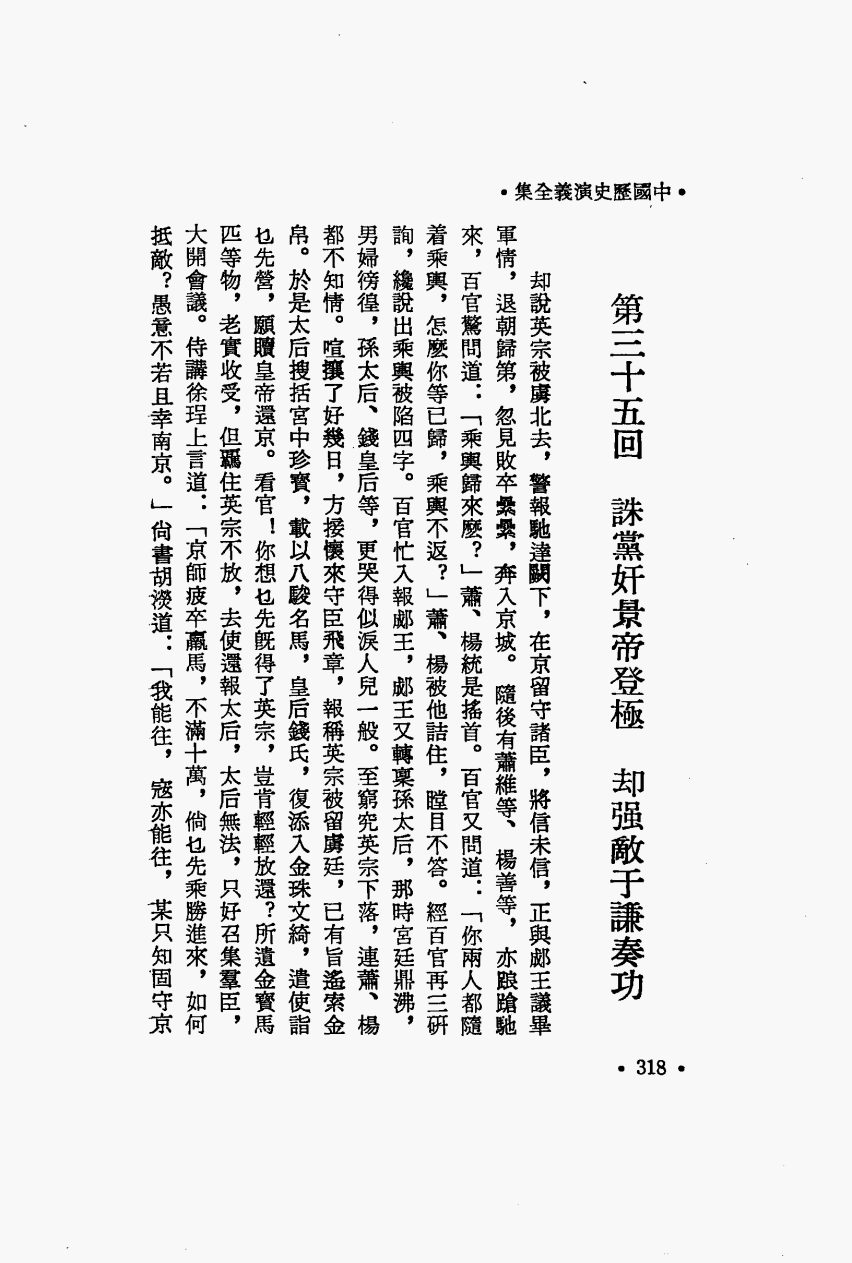 •中國歷史演義全集•
第三十五回　誅黨奸景帝登極　却强敵于謙奏功
却說英宗被虜北去，警報馳達闕下，在京留守諸臣，將信未信，正與郕王議畢
軍情，退朝歸第，忽見敗卒纍纍，奔入京城。隨後有蕭維等、楊善等，亦踉蹌馳
來，百官驚問道：「乘輿歸來麽？」蕭、楊統是搖首。百官又問道：「你兩人都隨
着乘輿，怎麽你等已歸，乘輿不返？」蕭、楊被他詰住，瞠目不答。經百官再三硏
詢，纔說出乘輿被陷四字。百官忙入報郕王，郕王又轉稟孫太后，那時宮廷鼎沸，
男婦徬徨，孫太后、錢皇后等，更哭得似淚人兒一般。至窮究英宗下落，連蕭、楊
都不知情。喧攘了好幾日，方接懷來守臣飛章，報稱英宗被留虜廷，已有旨遙索金
帛。於是太后搜括宮中珍寶，載以八駿名馬，皇后錢氏，復添入金珠文綺，遣使詣
乜先營，願贖皇帝還京。看官！你想乜先旣得了英宗，豈肯輕輕放還？所遺金寶馬
匹等物，老實收受，但羈住英宗不放，去使還報太后，太后無法，只好召集羣臣，
大開會議。侍講徐珵上言道：「京師疲卒羸馬，不滿十萬，倘乜先乘勝進來，如何
抵敵？愚意不若且幸南京。」尙書胡濙道：「我能往，寇亦能往，某只知固守京
• 318 •